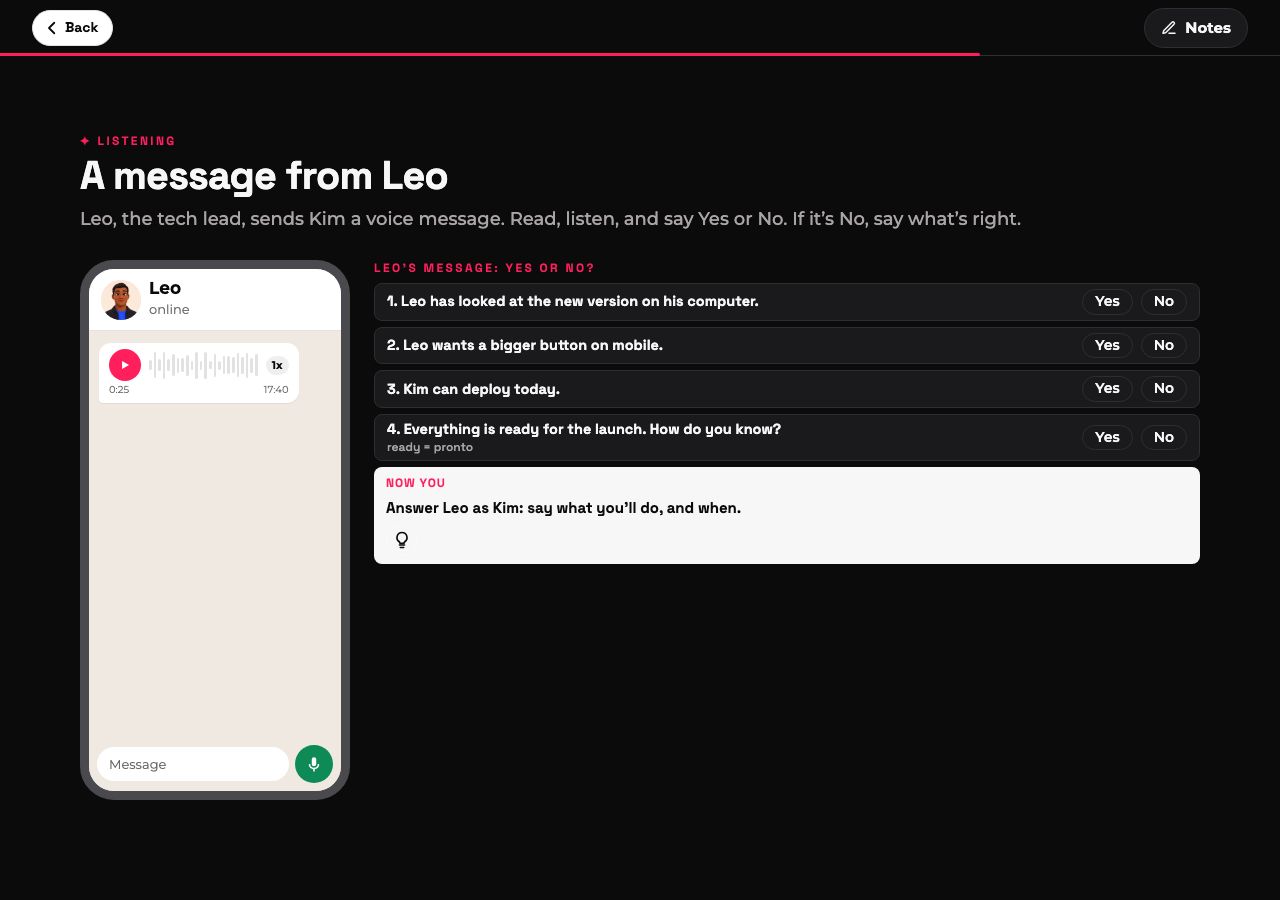 Back
Notes
LISTENING
A message from Leo
Leo, the tech lead, sends Kim a voice message. Read, listen, and say Yes or No. If it’s No, say what’s right.
Leo
online
1x
0:25
17:40
Message
LEO’S MESSAGE: YES OR NO?
1. Leo has looked at the new version on his computer.
Yes
No
2. Leo wants a bigger button on mobile.
Yes
No
3. Kim can deploy today.
Yes
No
4. Everything is ready for the launch. How do you know?
ready = pronto
Yes
No
NOW YOU
Answer Leo as Kim: say what you’ll do, and when.